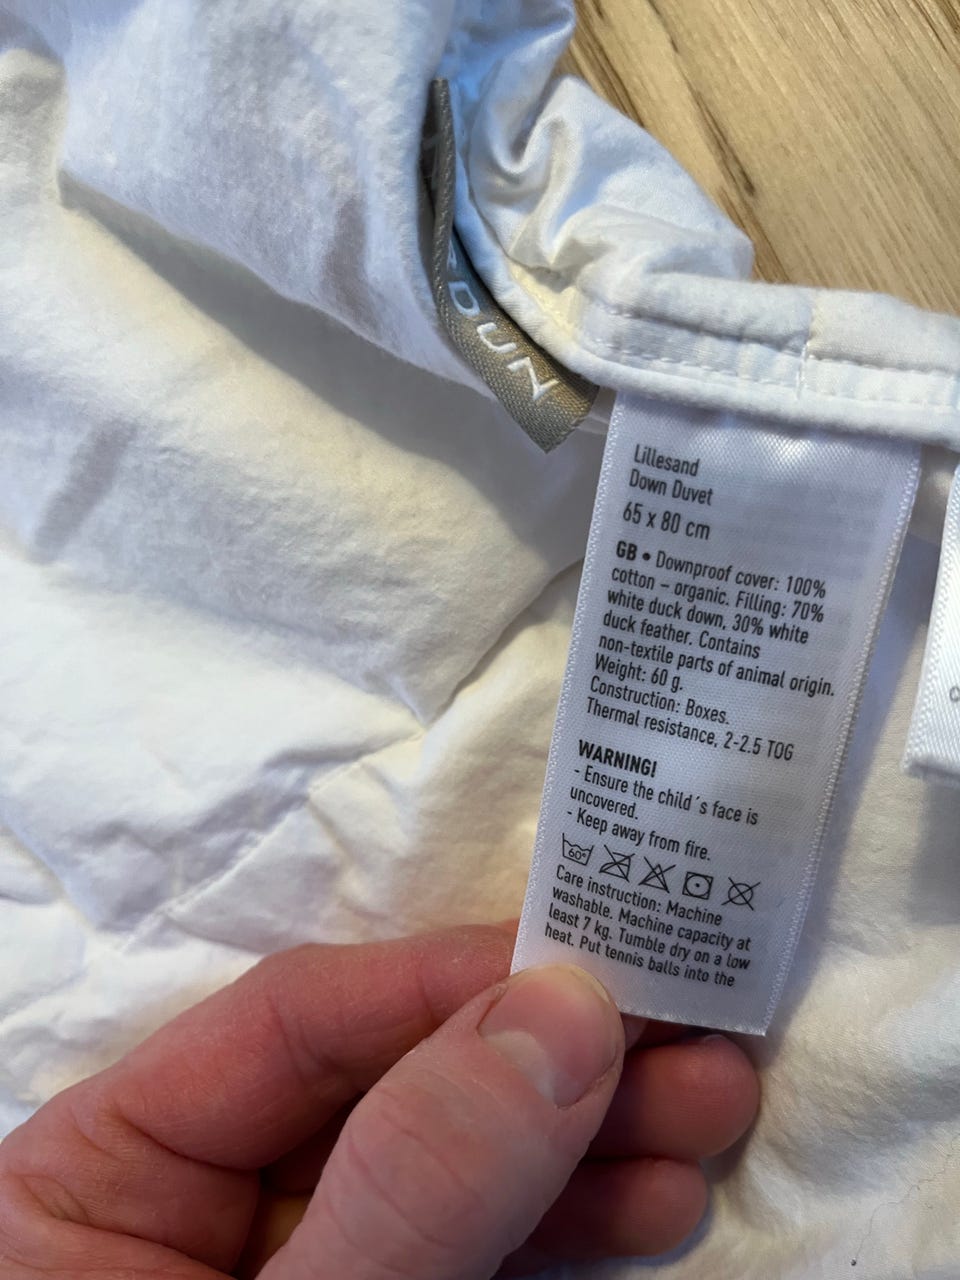 DUN
Lillesand
Down Duvet
65 x 80 cm
GB • Downproof cover: 100%
cotton – organic. Filling: 70%
white duck down, 30% white
duck feather. Contains
non-textile parts of animal origin.
Weight: 60 g.
Construction: Boxes.
Thermal resistance, 2-2.5 TOG
WARNING!
- Ensure the child´s face is
uncovered.
- Keep away from fire.
60°
Care instruction: Machine
washable. Machine capacity at
least 7 kg. Tumble dry on a low
heat. Put tennis balls into the